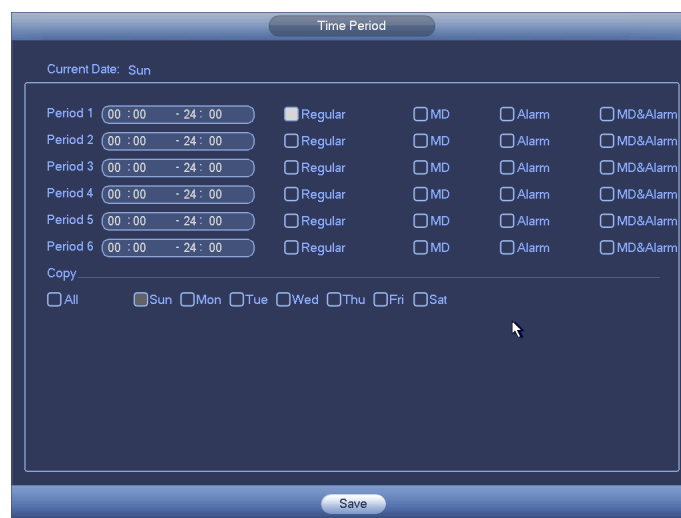 Time Period
Current Date: Sun
Period 1 00 : 00 - 24 : 00 Regular MD Alarm MD&Alarm
Period 2 00 : 00 - 24 : 00 Regular MD Alarm MD&Alarm
Period 3 00 : 00 - 24 : 00 Regular MD Alarm MD&Alarm
Period 4 00 : 00 - 24 : 00 Regular MD Alarm MD&Alarm
Period 5 00 : 00 - 24 : 00 Regular MD Alarm MD&Alarm
Period 6 00 : 00 - 24 : 00 Regular MD Alarm MD&Alarm
Copy
All Sun Mon Tue Wed Thu Fri Sat
Save